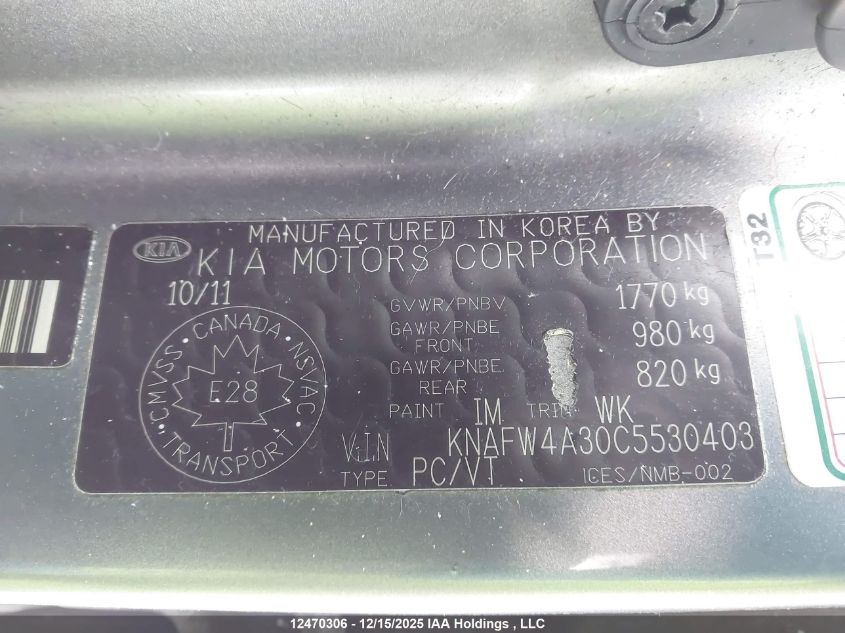 MANUFACTURED IN KOREA BY
KIA KIA MOTORS CORPORATION
10/11
GVWR/PNBV 1770 kg
GAWR/PNBE FRONT 980 kg
GAWR/PNBE REAR 820 kg
PAINT IM TRIM WK
V.I.N KNAFW4A30C5530403
TYPE PC/VT ICES/NMB-002
CMVSS · CANADA · NSVAC
E28
TRANSPORT
T32
12470306 - 12/15/2025 IAA Holdings , LLC